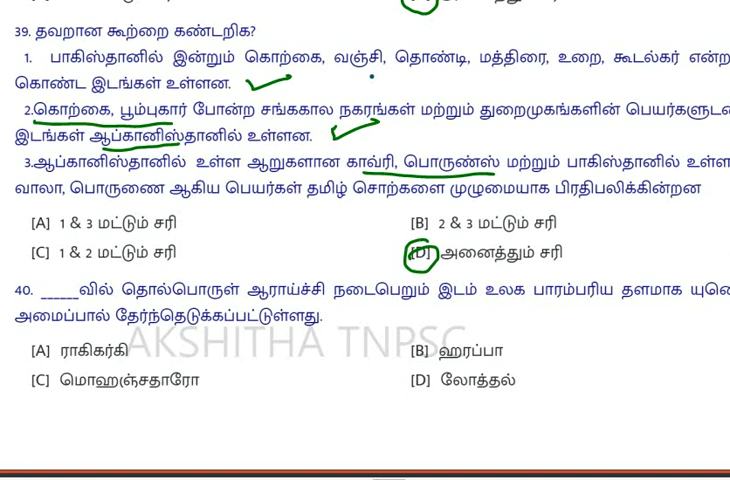 39. தவறான கூற்றை கண்டறிக?
1. பாகிஸ்தானில் இன்றும் கொற்கை, வஞ்சி, தொண்டி, மத்திரை, உறை, கூடல்கர் என்ற
கொண்ட இடங்கள் உள்ளன.
2.கொற்கை, பூம்புகார் போன்ற சங்ககால நகரங்கள் மற்றும் துறைமுகங்களின் பெயர்களுடன
இடங்கள் ஆப்கானிஸ்தானில் உள்ளன.
3.ஆப்கானிஸ்தானில் உள்ள ஆறுகளான காவ்ரி, பொருண்ஸ் மற்றும் பாகிஸ்தானில் உள்ள
வாலா, பொருணை ஆகிய பெயர்கள் தமிழ் சொற்களை முழுமையாக பிரதிபலிக்கின்றன
[A] 1 & 3 மட்டும் சரி [B] 2 & 3 மட்டும் சரி
[C] 1 & 2 மட்டும் சரி [D] அனைத்தும் சரி
40. ______வில் தொல்பொருள் ஆராய்ச்சி நடைபெறும் இடம் உலக பாரம்பரிய தளமாக யுனெ
அமைப்பால் தேர்ந்தெடுக்கப்பட்டுள்ளது.
AKSHITHA TNPSC
[A] ராகிகர்கி [B] ஹரப்பா
[C] மொஹஞ்சதாரோ [D] லோத்தல்